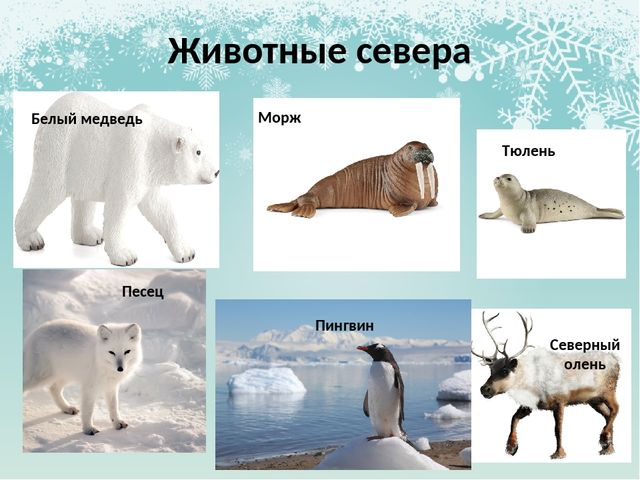 Животные севера
Белый медведь
Морж
Тюлень
Песец
Пингвин
Северный
олень